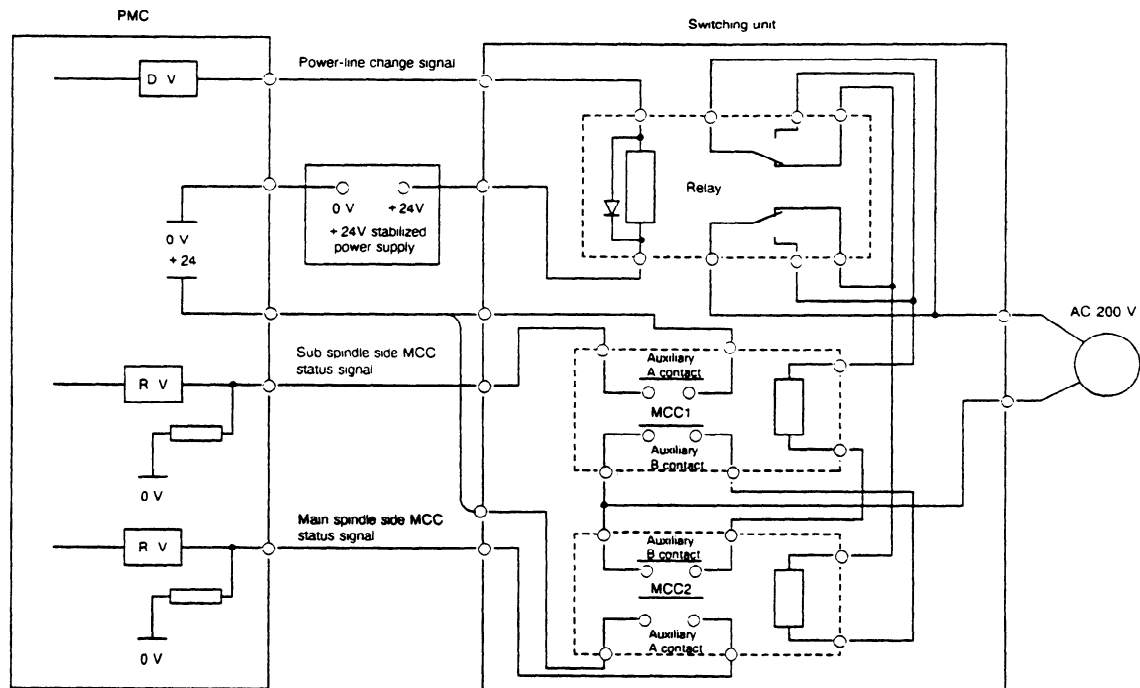 PMC
Switching unit
D V
Power-line change signal
Relay
0 V
+24V
+24V stabilized
power supply
0 V
+24
AC 200 V
Sub spindle side MCC
status signal
R V
0 V
Auxiliary
A contact
MCC1
Auxiliary
B contact
Main spindle side MCC
status signal
R V
0 V
Auxiliary
B contact
MCC2
Auxiliary
A contact